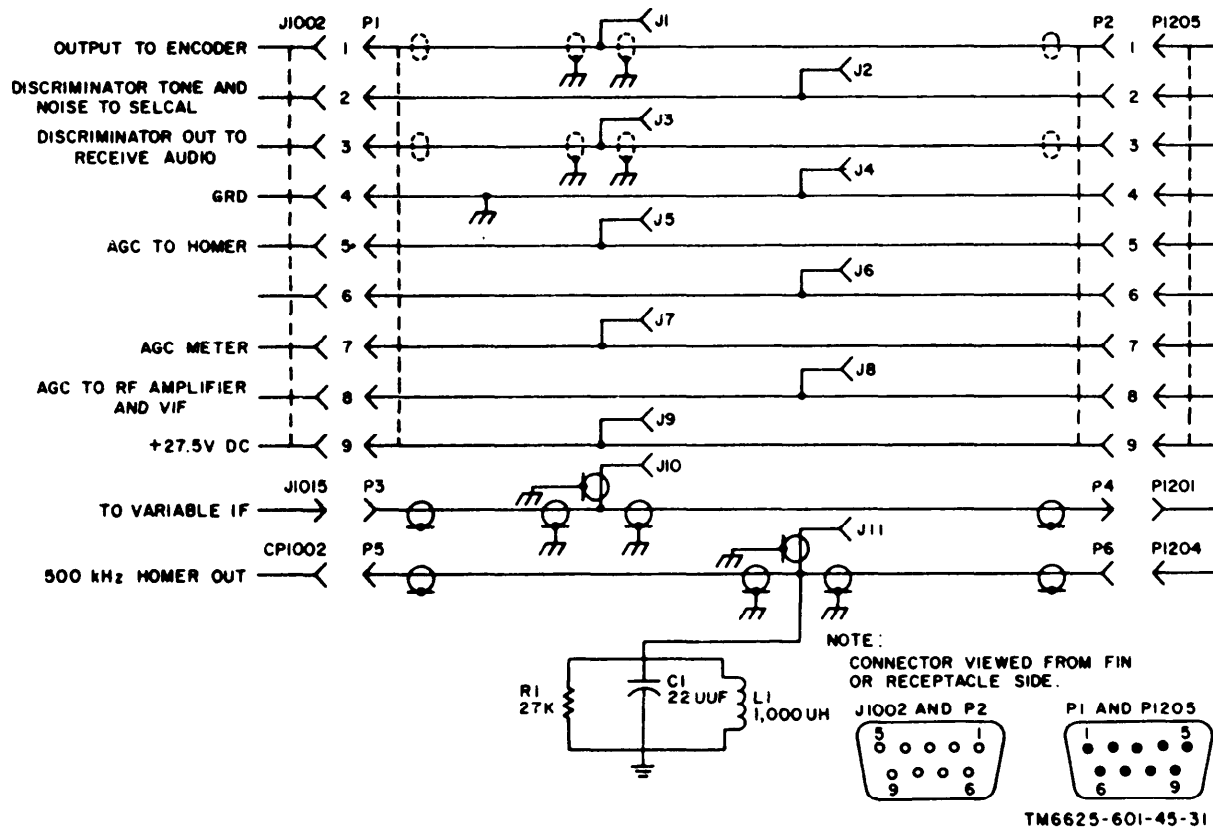 J1002 P1 J1 P2 P1205
OUTPUT TO ENCODER 1 1
J2
DISCRIMINATOR TONE AND
NOISE TO SELCAL 2 2
J3
DISCRIMINATOR OUT TO
RECEIVE AUDIO 3 3
J4
GRD 4 4
J5
AGC TO HOMER 5 5
J6
6 6
J7
AGC METER 7 7
J8
AGC TO RF AMPLIFIER
AND VIF 8 8
J9
+27.5V DC 9 9
J10
J1015 P3 P4 P1201
TO VARIABLE IF
J11
CP1002 P5 P6 P1204
500 kHz HOMER OUT
NOTE:
CONNECTOR VIEWED FROM FIN
OR RECEPTACLE SIDE.
R1
27K
C1
22UUF
L1
1,000UH
J1002 AND P2
5 1
9 6
P1 AND P1205
1 5
6 9
TM6625-601-45-31